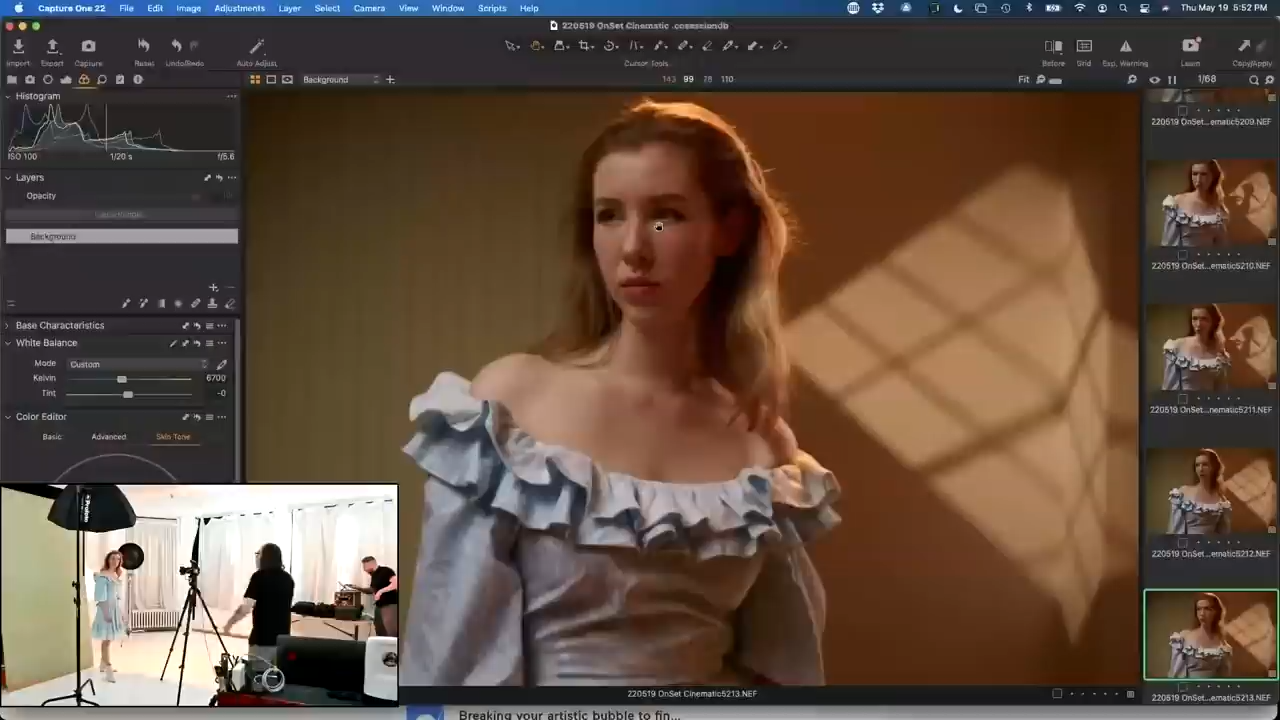 Capture One 22 File Edit Image Adjustments Layer Select Camera View Window Scripts Help Thu May 19 5:52 PM
220519 OnSet Cinematic .cosessiondb
Import Export Capture Reset Undo/Redo Auto Adjust Cursor Tools Before Grid Exp. Warning Learn Copy/Apply
Background 143 99 78 110 Fit 1/68
Histogram
ISO 100 1/20 s f/5.6
Layers
Opacity
Background
Base Characteristics
White Balance
Mode Custom
Kelvin 6700
Tint -0
Color Editor
Basic Advanced Skin Tone
220519 OnSet...ematic5209.NEF
220519 OnSet...ematic5210.NEF
220519 OnSet...nematic5211.NEF
220519 OnSet...ematic5212.NEF
220519 OnSet...ematic5213.NEF
Profoto
220519 OnSet Cinematic5213.NEF
Breaking your artistic bubble to fin...